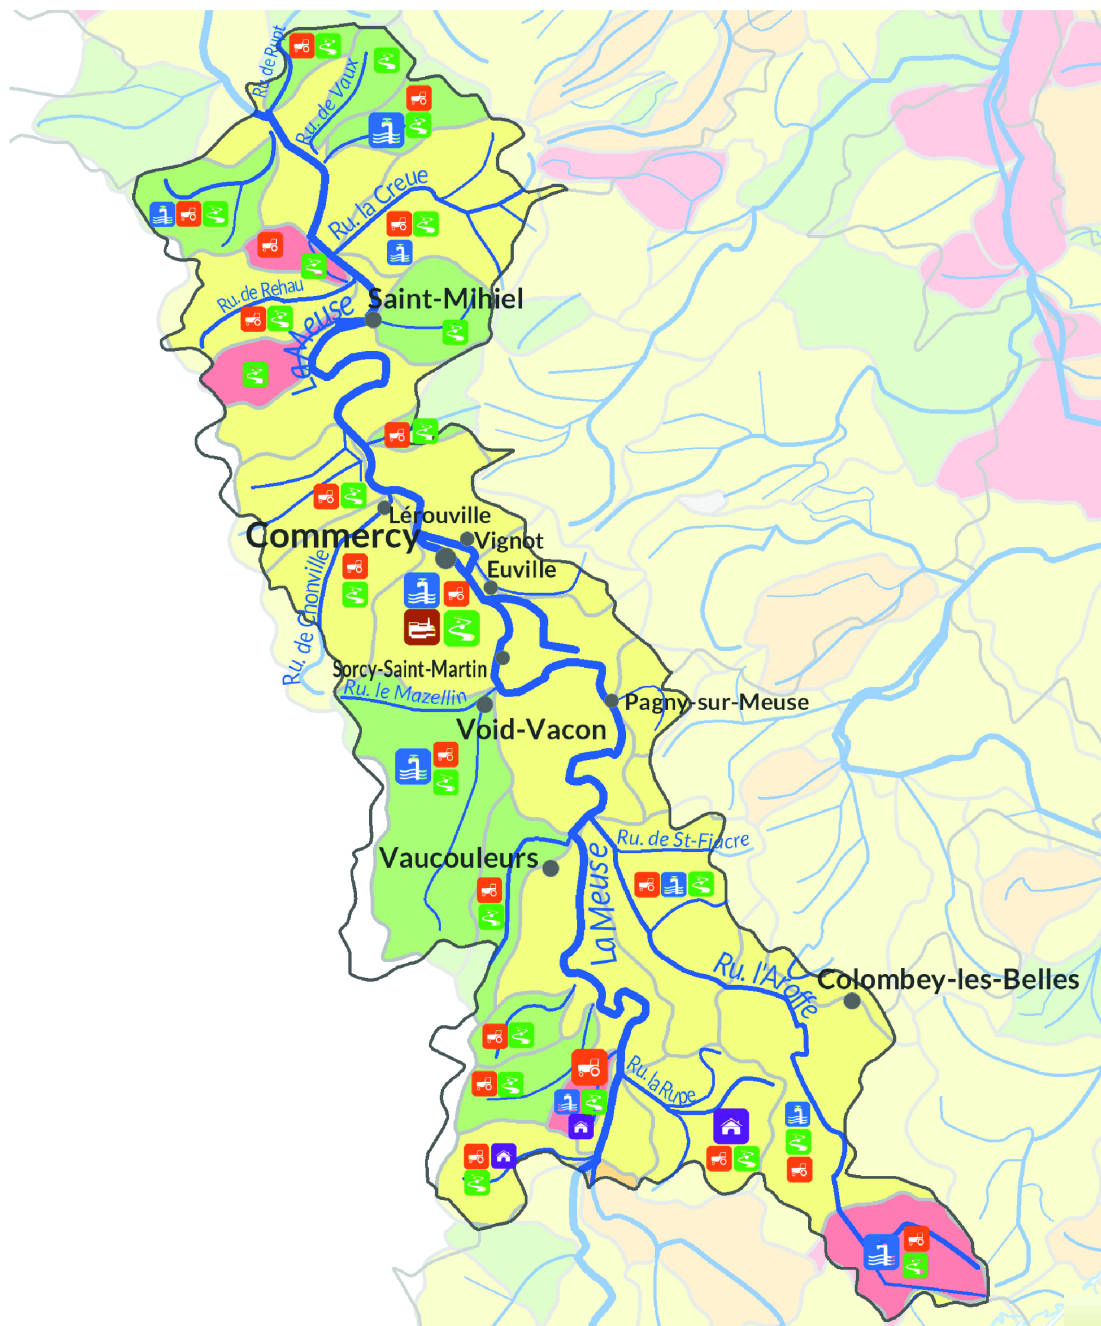 Ru. de Rupt
Ru. de Vaux
Ru. la Creue
Ru. de Rehau
Saint-Mihiel
La Meuse
Lérouville
Commercy
Vignot
Euville
Ru. de Chonville
Sorcy-Saint-Martin
Ru. le Mazellin
Pagny-sur-Meuse
Void-Vacon
Ru. de St-Fiacre
Vaucouleurs
La Meuse
Ru. l'Aroffe
Colombey-les-Belles
Ru. la Rupe